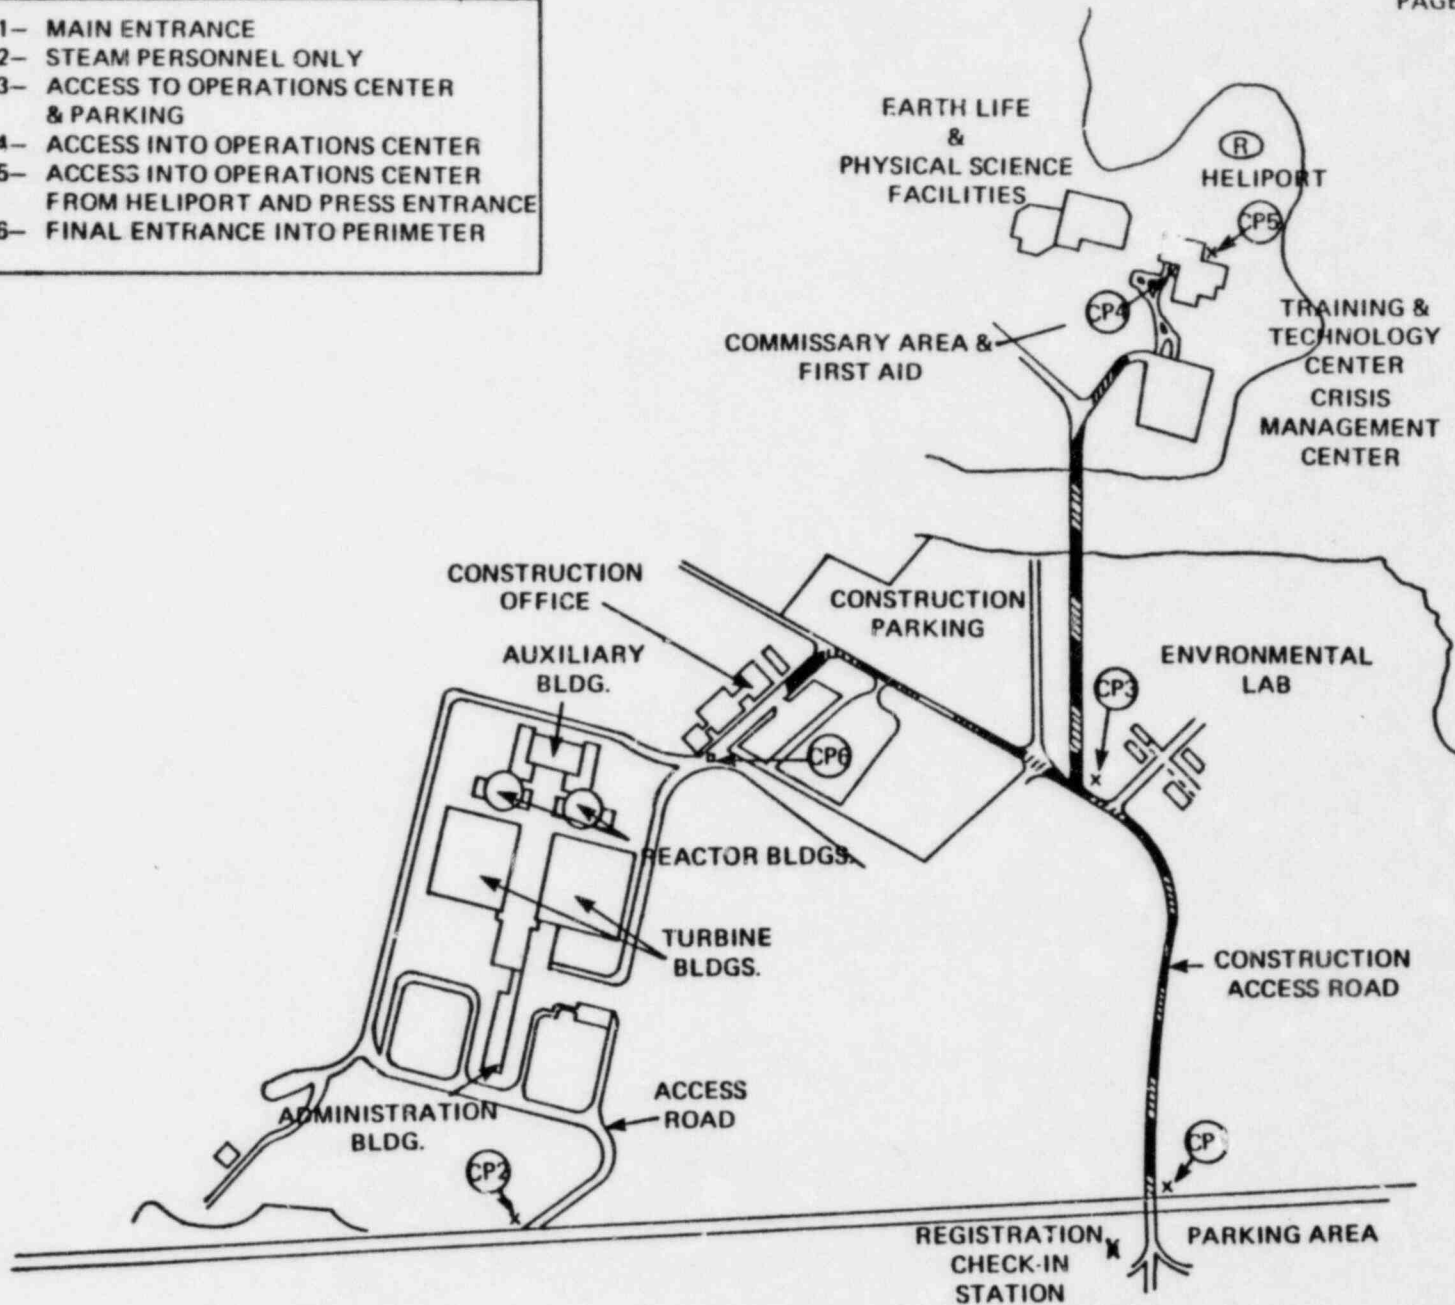 PAGE
1— MAIN ENTRANCE
2— STEAM PERSONNEL ONLY
3— ACCESS TO OPERATIONS CENTER
& PARKING
4— ACCESS INTO OPERATIONS CENTER
5— ACCESS INTO OPERATIONS CENTER
FROM HELIPORT AND PRESS ENTRANCE
6— FINAL ENTRANCE INTO PERIMETER
EARTH LIFE
&
PHYSICAL SCIENCE
FACILITIES
R
HELIPORT
CP5
CP4
TRAINING &
TECHNOLOGY
CENTER
CRISIS
MANAGEMENT
CENTER
COMMISSARY AREA &
FIRST AID
CONSTRUCTION
OFFICE
CONSTRUCTION
PARKING
AUXILIARY
BLDG.
ENVRONMENTAL
LAB
CP3
CP6
REACTOR BLDGS.
TURBINE
BLDGS.
CONSTRUCTION
ACCESS ROAD
ACCESS
ROAD
ADMINISTRATION
BLDG.
CP2
CP
REGISTRATION
CHECK-IN
STATION
PARKING AREA